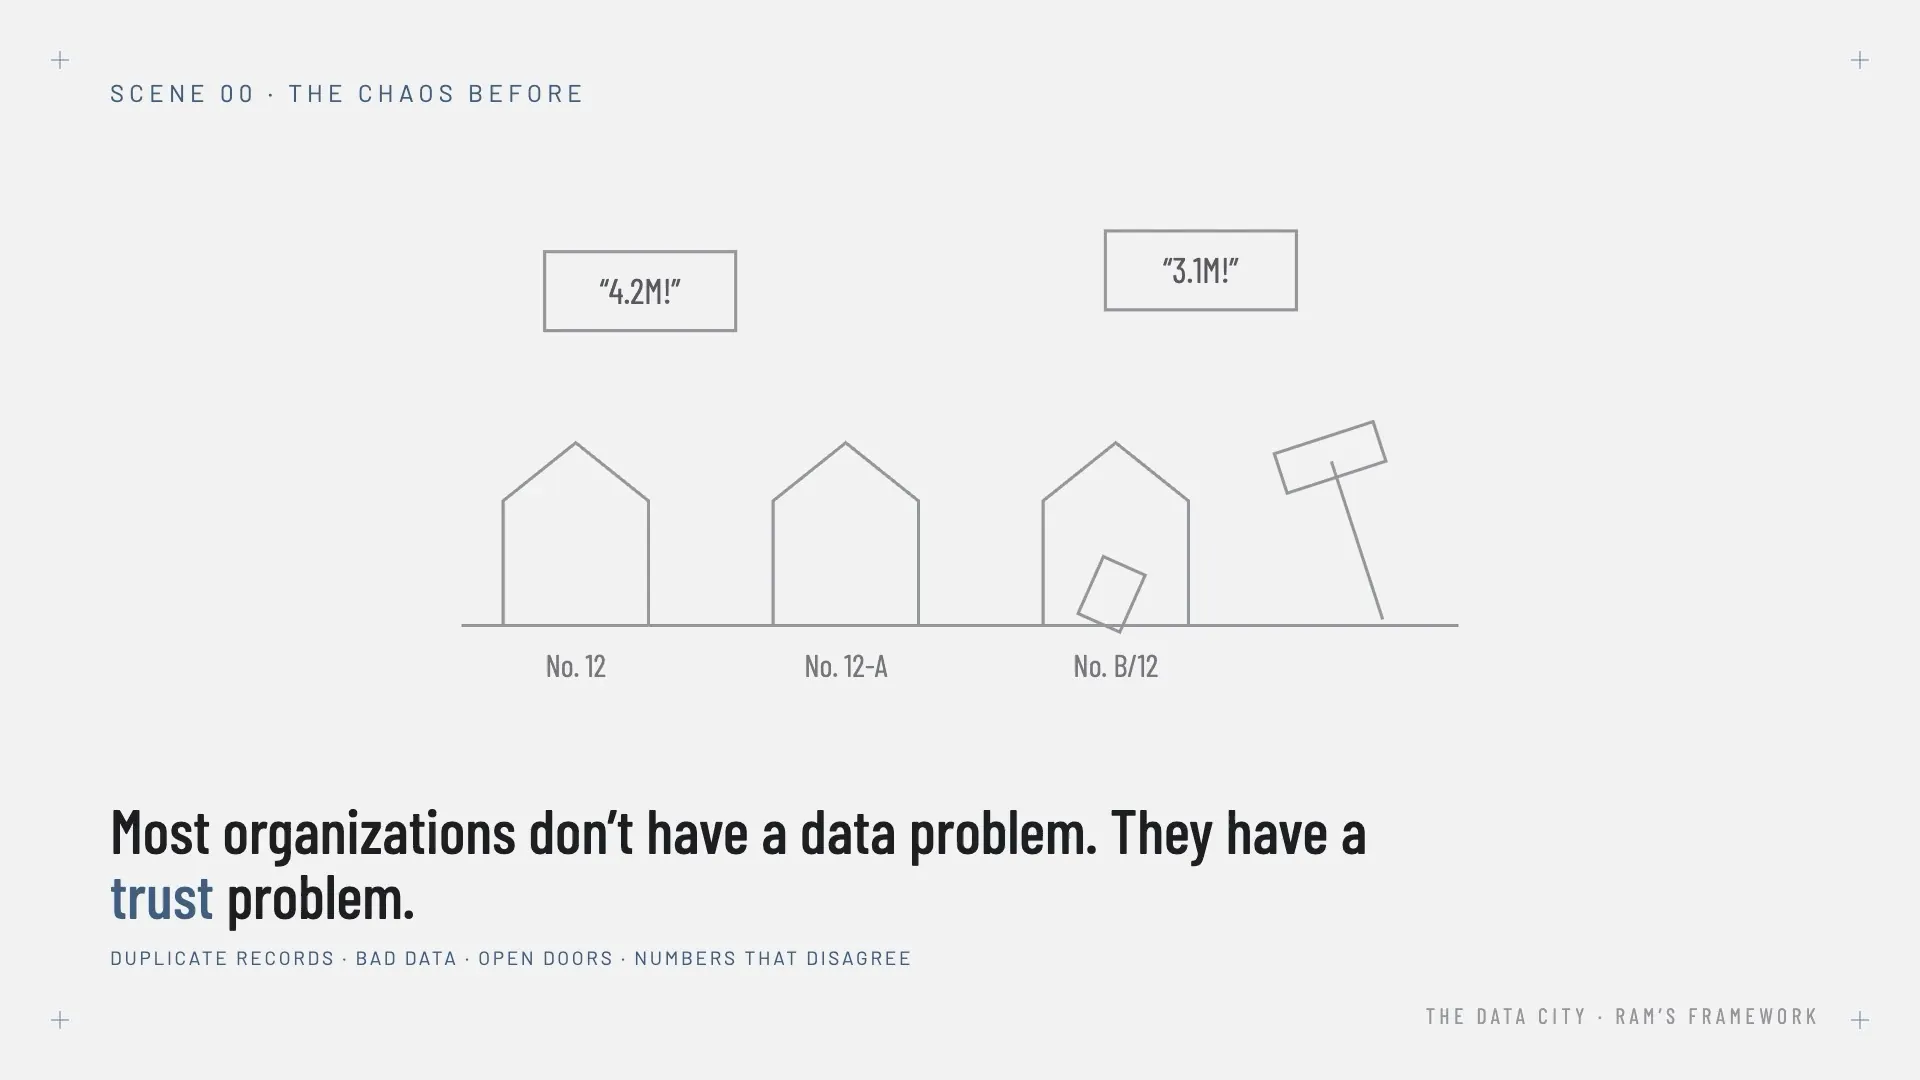 SCENE 00 · THE CHAOS BEFORE
“4.2M!”
“3.1M!”
No. 12
No. 12-A
No. B/12
Most organizations don’t have a data problem. They have a
trust problem.
DUPLICATE RECORDS · BAD DATA · OPEN DOORS · NUMBERS THAT DISAGREE
THE DATA CITY · RAM’S FRAMEWORK